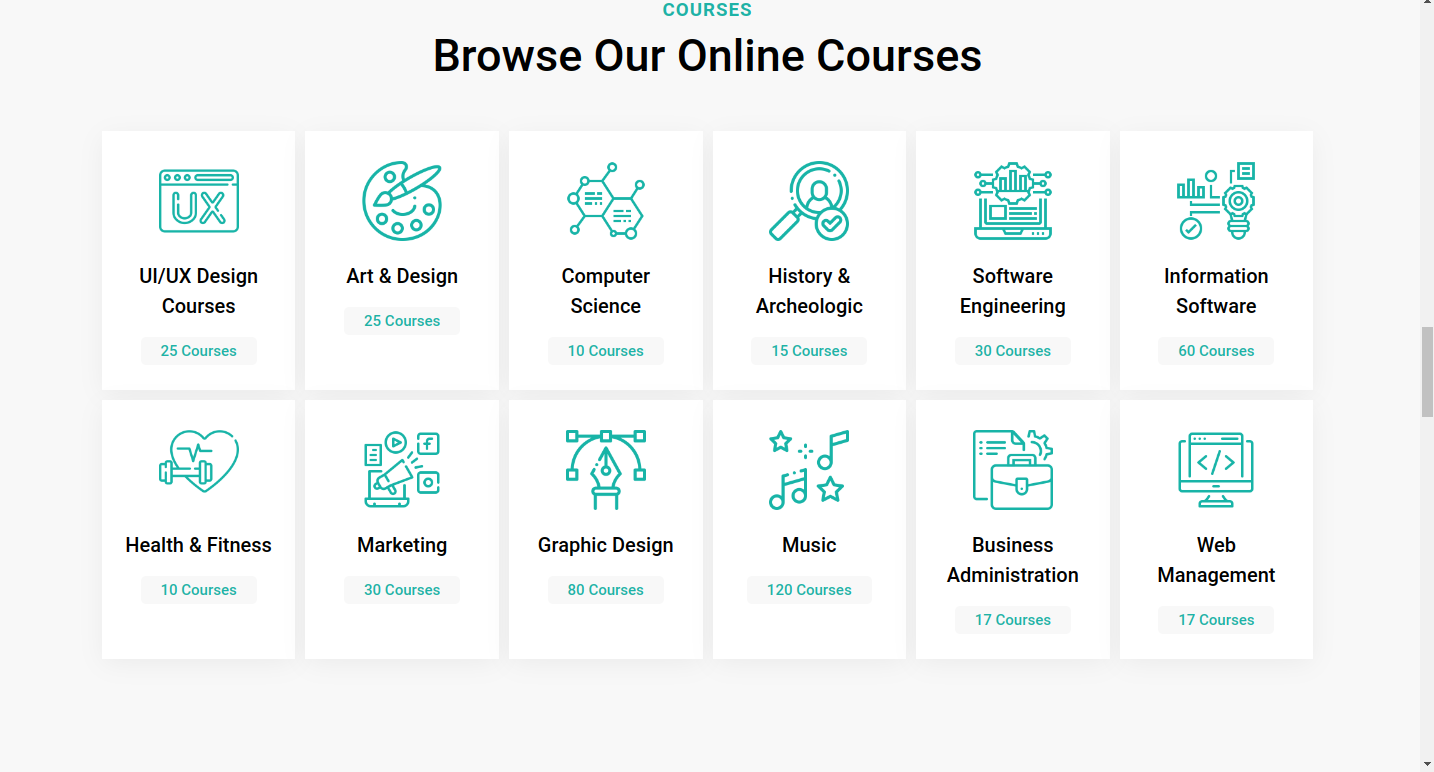 COURSES
Browse Our Online Courses
UX
UI/UX Design
Courses
25 Courses
Art & Design
25 Courses
Computer
Science
10 Courses
History &
Archeologic
15 Courses
Software
Engineering
30 Courses
Information
Software
60 Courses
Health & Fitness
10 Courses
f
Marketing
30 Courses
Graphic Design
80 Courses
Music
120 Courses
Business
Administration
17 Courses
</>
Web
Management
17 Courses